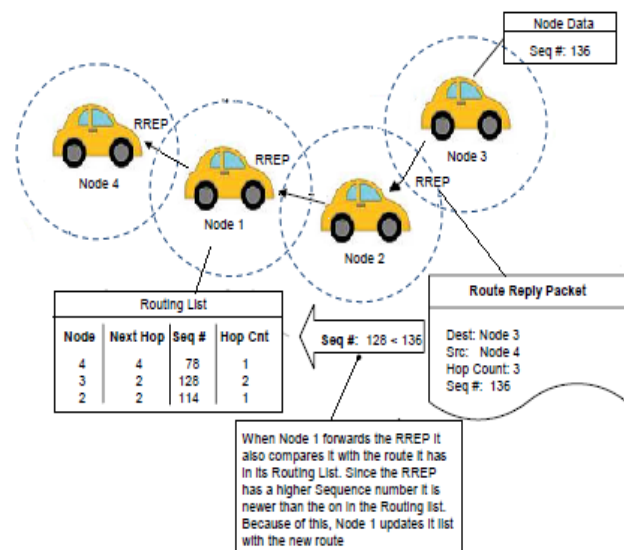 Node Data
Seq #: 136
RREP
Node 4
RREP
Node 1
Node 3
RREP
Node 2
Routing List
Node Next Hop Seq # Hop Cnt
4 4 78 1
3 2 128 2
2 2 114 1
Seq #: 128 < 136
Route Reply Packet
Dest: Node 3
Src: Node 4
Hop Count: 3
Seq #: 136
When Node 1 forwards the RREP it
also compares it with the route it has
in its Routing List. Since the RREP
has a higher Sequence number it is
newer than the on in the Routing list.
Because of this, Node 1 updates it list
with the new route